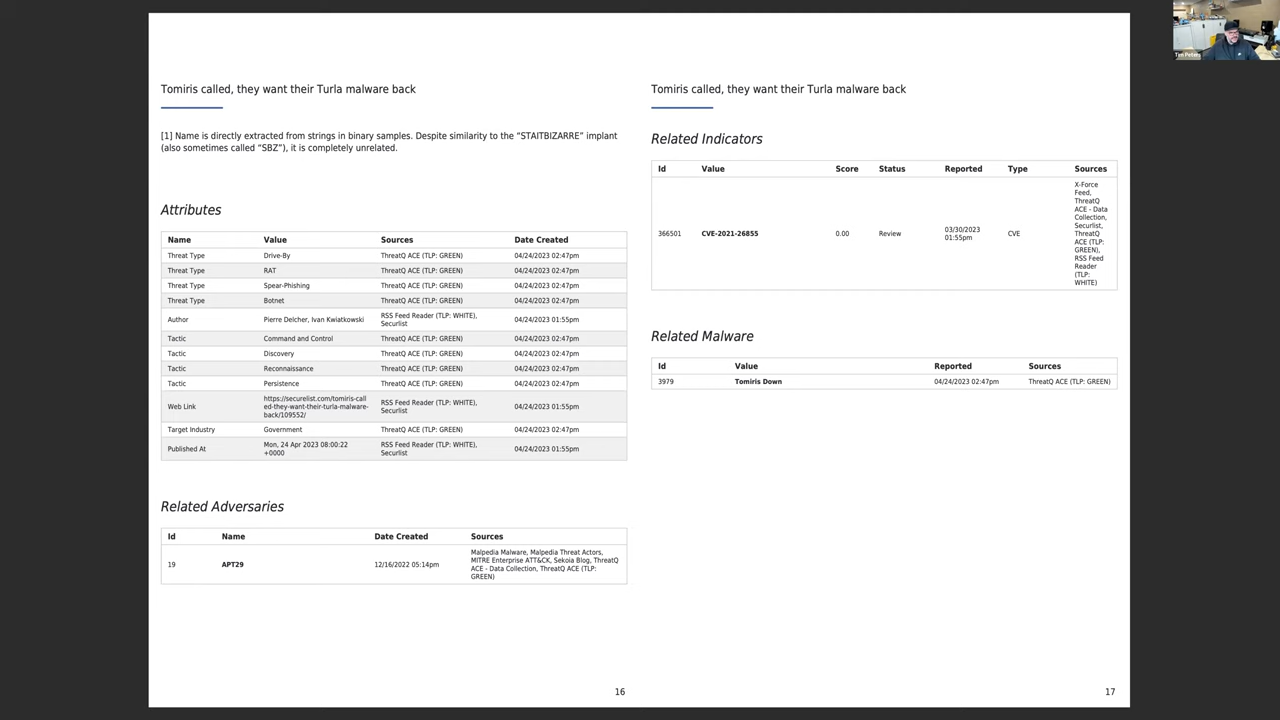 Tomiris called, they want their Turla malware back
[1] Name is directly extracted from strings in binary samples. Despite similarity to the “STAITBIZARRE” implant
(also sometimes called “SBZ”), it is completely unrelated.
Attributes
Name Value Sources Date Created
Threat Type Drive-By ThreatQ ACE (TLP: GREEN) 04/24/2023 02:47pm
Threat Type RAT ThreatQ ACE (TLP: GREEN) 04/24/2023 02:47pm
Threat Type Spear-Phishing ThreatQ ACE (TLP: GREEN) 04/24/2023 02:47pm
Threat Type Botnet ThreatQ ACE (TLP: GREEN) 04/24/2023 02:47pm
Author Pierre Delcher, Ivan Kwiatkowski RSS Feed Reader (TLP: WHITE), 04/24/2023 01:55pm
Securlist
Tactic Command and Control ThreatQ ACE (TLP: GREEN) 04/24/2023 02:47pm
Tactic Discovery ThreatQ ACE (TLP: GREEN) 04/24/2023 02:47pm
Tactic Reconnaissance ThreatQ ACE (TLP: GREEN) 04/24/2023 02:47pm
Tactic Persistence ThreatQ ACE (TLP: GREEN) 04/24/2023 02:47pm
https://securelist.com/tomiris-call
Web Link ed-they-want-their-turla-malware- RSS Feed Reader (TLP: WHITE), 04/24/2023 01:55pm
back/109552/ Securlist
Target Industry Government ThreatQ ACE (TLP: GREEN) 04/24/2023 02:47pm
Published At Mon, 24 Apr 2023 08:00:22 RSS Feed Reader (TLP: WHITE), 04/24/2023 01:55pm
+0000 Securlist
Related Adversaries
Id Name Date Created Sources
Malpedia Malware, Malpedia Threat Actors,
MITRE Enterprise ATT&CK, Sekoia Blog, ThreatQ
19 APT29 12/16/2022 05:14pm ACE - Data Collection, ThreatQ ACE (TLP:
GREEN)
16
Tomiris called, they want their Turla malware back
Related Indicators
Id Value Score Status Reported Type Sources
X-Force
Feed,
ThreatQ
ACE - Data
Collection,
Securlist,
366501 CVE-2021-26855 0.00 Review 03/30/2023 01:55pm CVE ThreatQ
ACE (TLP:
GREEN),
RSS Feed
Reader
(TLP:
WHITE)
Related Malware
Id Value Reported Sources
3979 Tomiris Down 04/24/2023 02:47pm ThreatQ ACE (TLP: GREEN)
17
Tim Peters